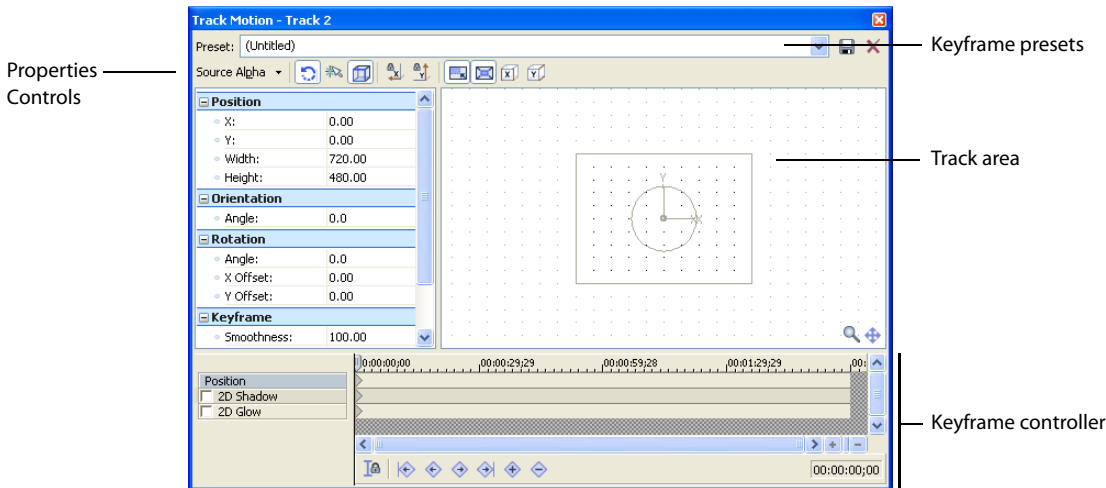 Track Motion - Track 2
Preset: (Untitled)
Keyframe presets
Properties
Controls
Source Alpha
Position
X: 0.00
Y: 0.00
Width: 720.00
Height: 480.00
Orientation
Angle: 0.0
Rotation
Angle: 0.0
X Offset: 0.00
Y Offset: 0.00
Keyframe
Smoothness: 100.00
Y
X
Track area
0:00:00;00 00:00:29;29 00:00:59;28 00:01:29;29 00:
Position
2D Shadow
2D Glow
Keyframe controller
00:00:00;00